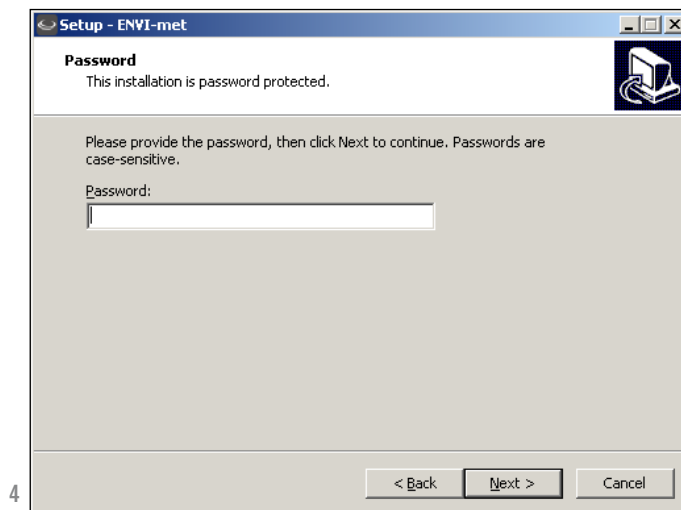 Setup - ENVI-met
Password
This installation is password protected.
Please provide the password, then click Next to continue. Passwords are
case-sensitive.
Password:
< Back
Next >
Cancel
4